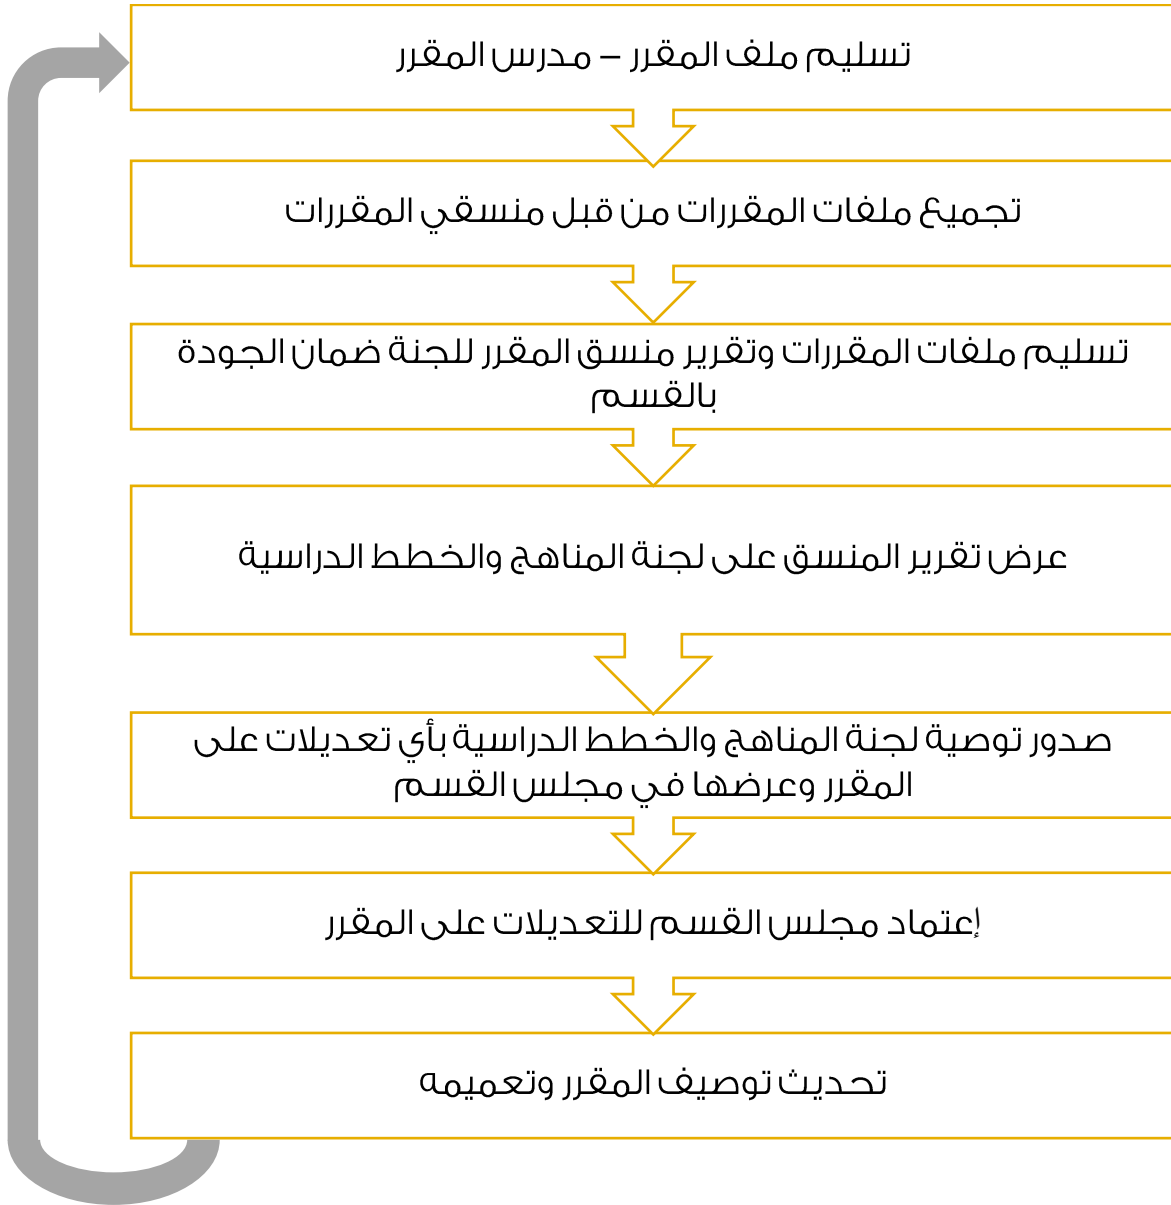 تسليم ملف المقرر – مدرس المقرر
تجميع ملفات المقررات من قبل منسقي المقررات
تسليم ملفات المقررات وتقرير منسق المقرر للجنة ضمان الجودة
بالقسم
عرض تقرير المنسق على لجنة المناهج والخطط الدراسية
صدور توصية لجنة المناهج والخطط الدراسية بأي تعديلات على
المقرر وعرضها في مجلس القسم
إعتماد مجلس القسم للتعديلات على المقرر
تحديث توصيف المقرر وتعميمه